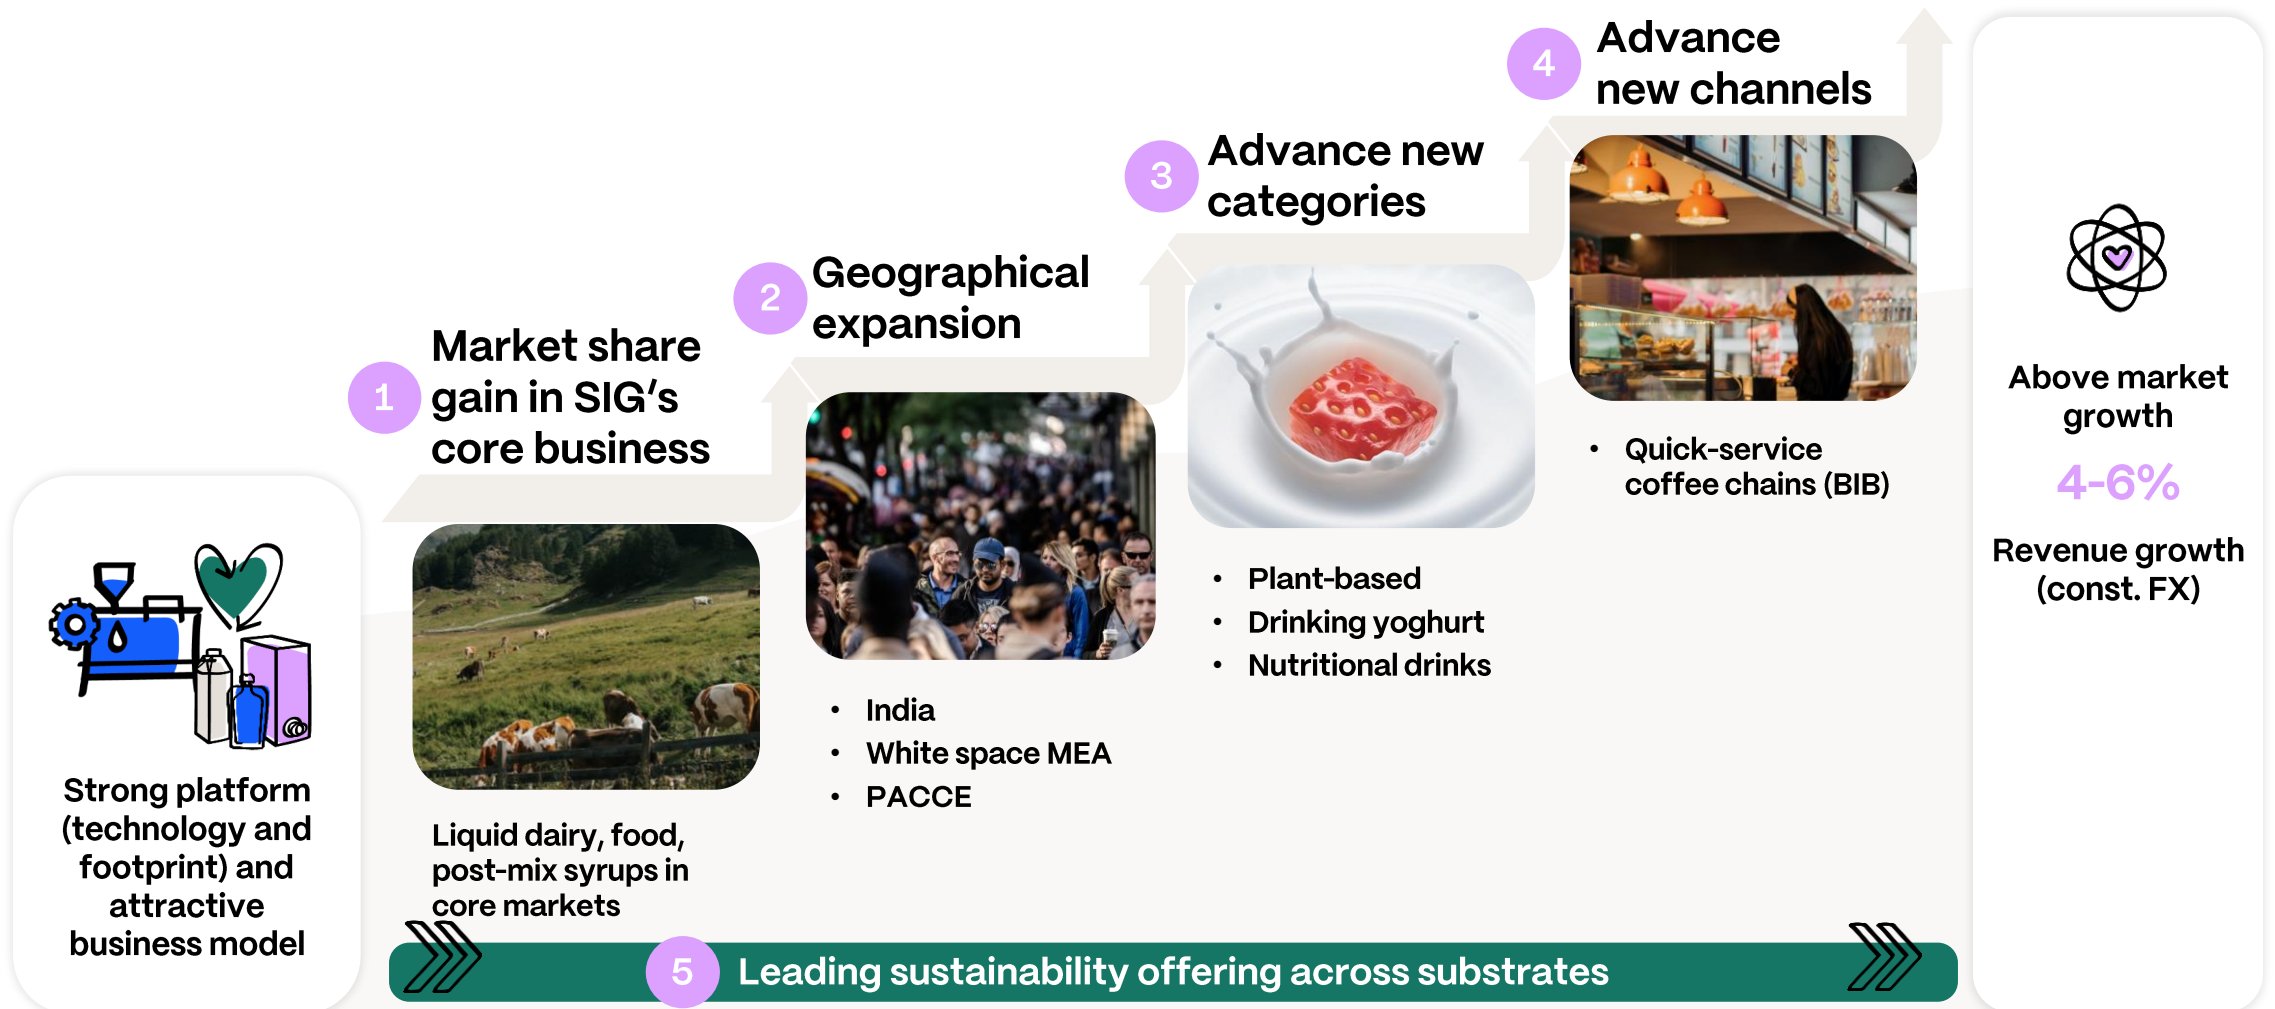 Strong platform
(technology and
footprint) and
attractive
business model
1
Market share
gain in SIG’s
core business
Liquid dairy, food,
post-mix syrups in
core markets
2
Geographical
expansion
• India
• White space MEA
• PACCE
3
Advance new
categories
• Plant-based
• Drinking yoghurt
• Nutritional drinks
4
Advance
new channels
• Quick-service
coffee chains (BIB)
5
Leading sustainability offering across substrates
Above market
growth
4-6%
Revenue growth
(const. FX)